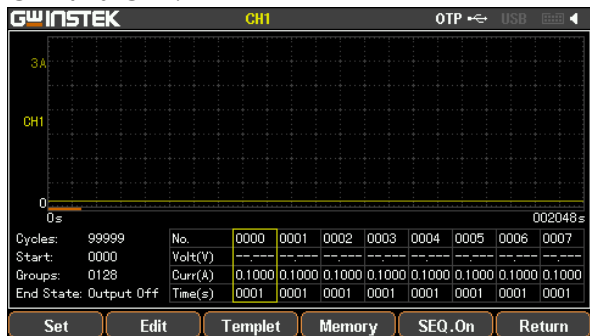 GWINSTEK CH1 OTP USB
3A
CH1
0
0s 002048s
Cycles: 99999 No. 0000 0001 0002 0003 0004 0005 0006 0007
Start: 0000 Volt(V) --.--- --.--- --.--- --.--- --.--- --.--- --.--- --.---
Groups: 0128 Curr(A) 0.1000 0.1000 0.1000 0.1000 0.1000 0.1000 0.1000 0.1000
End State: Output Off Time(s) 0001 0001 0001 0001 0001 0001 0001 0001
Set Edit Templet Memory SEQ.On Return